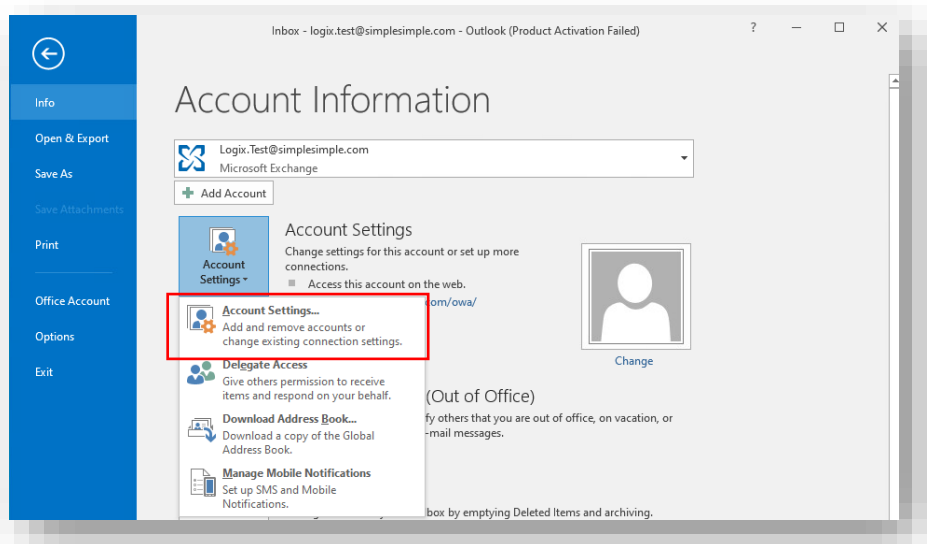 Inbox - logix.test@simplesimple.com - Outlook (Product Activation Failed)
?
Info
Open & Export
Save As
Save Attachments
Print
Office Account
Options
Exit
Account Information
Logix.Test@simplesimple.com
Microsoft Exchange
Add Account
Account
Settings
Account Settings
Change settings for this account or set up more
connections.
Access this account on the web.
om/owa/
Change
Account Settings...
Add and remove accounts or
change existing connection settings.
Delegate Access
Give others permission to receive
items and respond on your behalf.
Download Address Book...
Download a copy of the Global
Address Book.
Manage Mobile Notifications
Set up SMS and Mobile
Notifications.
(Out of Office)
fy others that you are out of office, on vacation, or
-mail messages.
box by emptying Deleted Items and archiving.